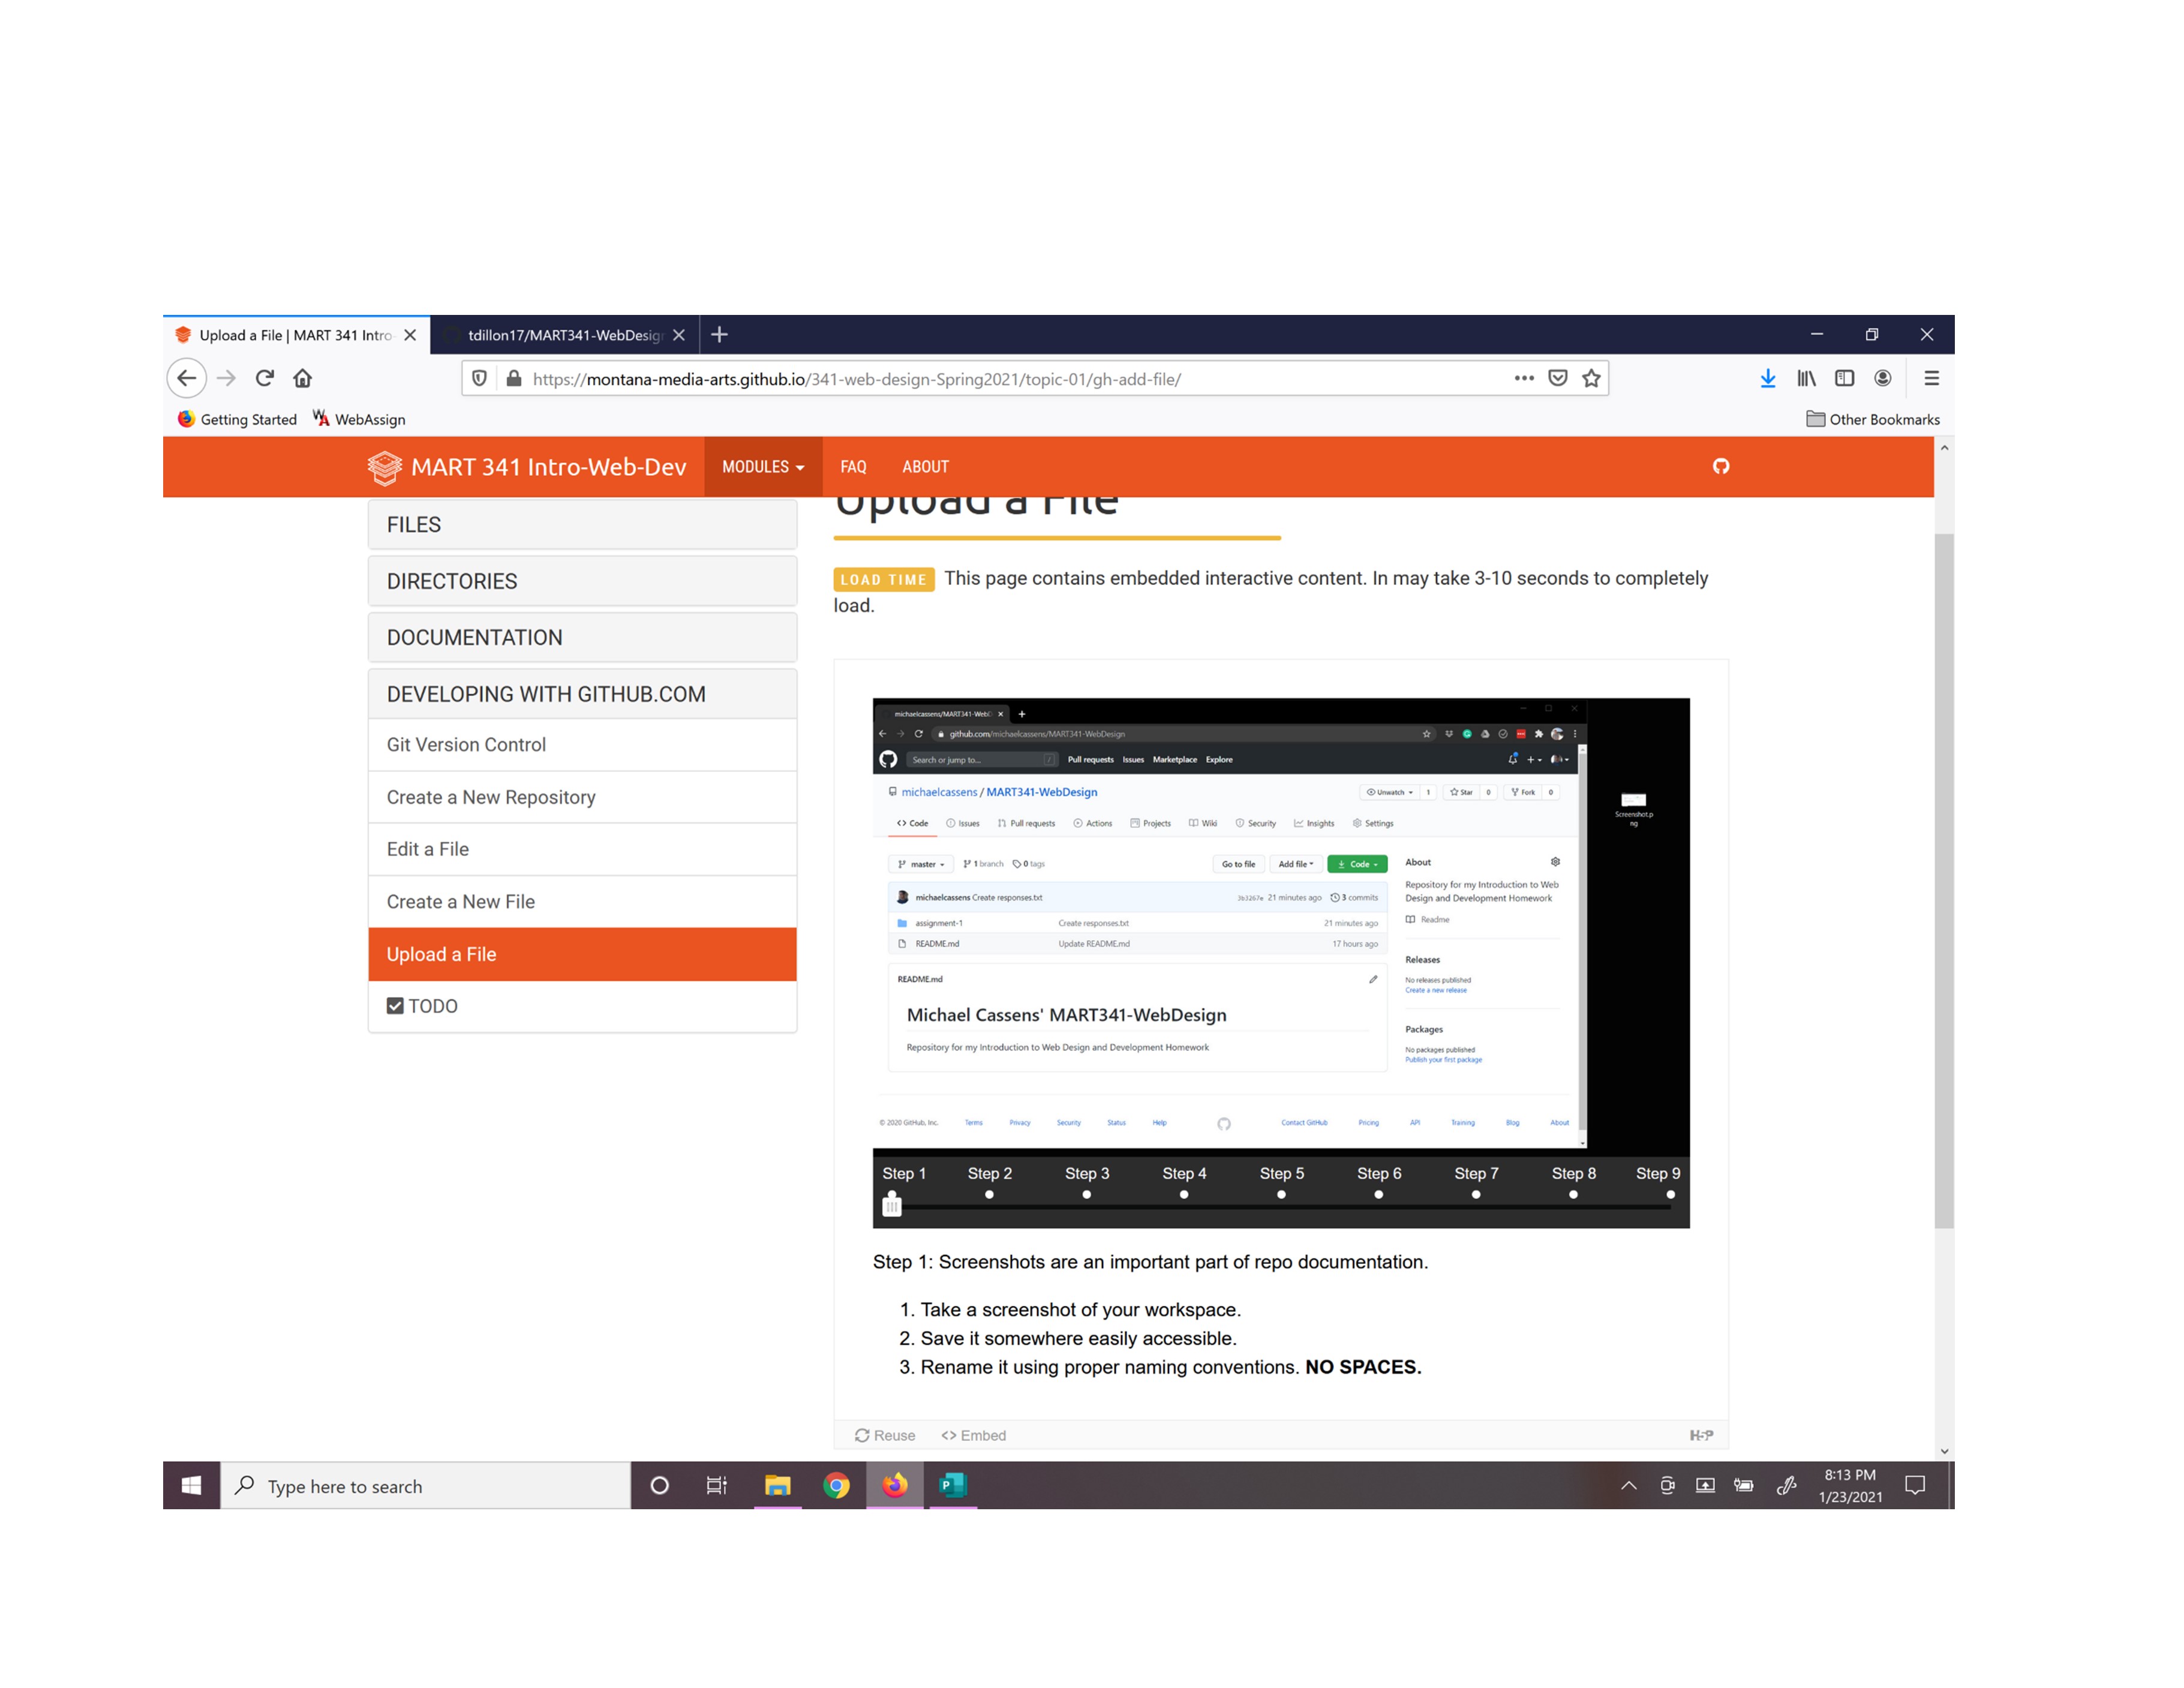 Upload a File | MART 341 Intro-
tdillon17/MART341-WebDesign
https://montana-media-arts.github.io/341-web-design-Spring2021/topic-01/gh-add-file/
Getting Started WebAssign Other Bookmarks
MART 341 Intro-Web-Dev MODULES FAQ ABOUT
FILES
DIRECTORIES
DOCUMENTATION
DEVELOPING WITH GITHUB.COM
Git Version Control
Create a New Repository
Edit a File
Create a New File
Upload a File
TODO
Upload a File
LOAD TIME This page contains embedded interactive content. In may take 3-10 seconds to completely
load.
michaelcassens/MART341-WebD
github.com/michaelcassens/MART341-WebDesign
Search or jump to... / Pull requests Issues Marketplace Explore
michaelcassens / MART341-WebDesign Unwatch 1 Star 0 Fork 0
Code Issues Pull requests Actions Projects Wiki Security Insights Settings
master 1 branch 0 tags Go to file Add file Code
michaelcassens Create responses.txt 3b3267e 21 minutes ago 3 commits
assignment-1 Create responses.txt 21 minutes ago
README.md Update README.md 17 hours ago
README.md
Michael Cassens' MART341-WebDesign
Repository for my Introduction to Web Design and Development Homework
About
Repository for my Introduction to Web
Design and Development Homework
Readme
Releases
No releases published
Create a new release
Packages
No packages published
Publish your first package
© 2020 GitHub, Inc. Terms Privacy Security Status Help Contact GitHub Pricing API Training Blog About
Screenshot.p
ng
Step 1 Step 2 Step 3 Step 4 Step 5 Step 6 Step 7 Step 8 Step 9
Step 1: Screenshots are an important part of repo documentation.
1. Take a screenshot of your workspace.
2. Save it somewhere easily accessible.
3. Rename it using proper naming conventions. NO SPACES.
Reuse <> Embed H5P
Type here to search
8:13 PM
1/23/2021